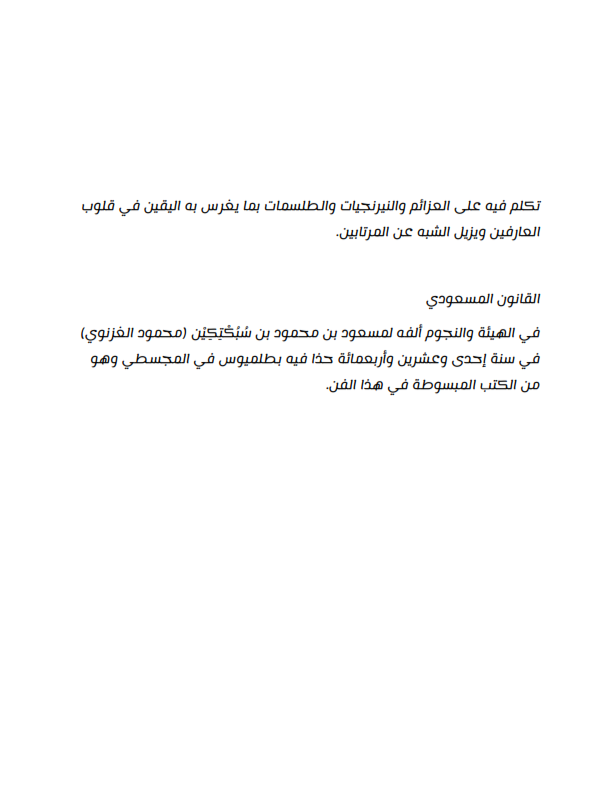 تكلم فيه على العزائم والنيرنجيات والطلسمات بما يغرس به اليقين في قلوب
العارفين ويزيل الشبه عن المرتابين.
القانون المسعودي
في الهيئة والنجوم ألفه لمسعود بن محمود بن سُبُكْتِكِيْن (محمود الغزنوي)
في سنة إحدى وعشرين وأربعمائة حذا فيه بطلميوس في المجسطي وهو
من الكتب المبسوطة في هذا الفن.